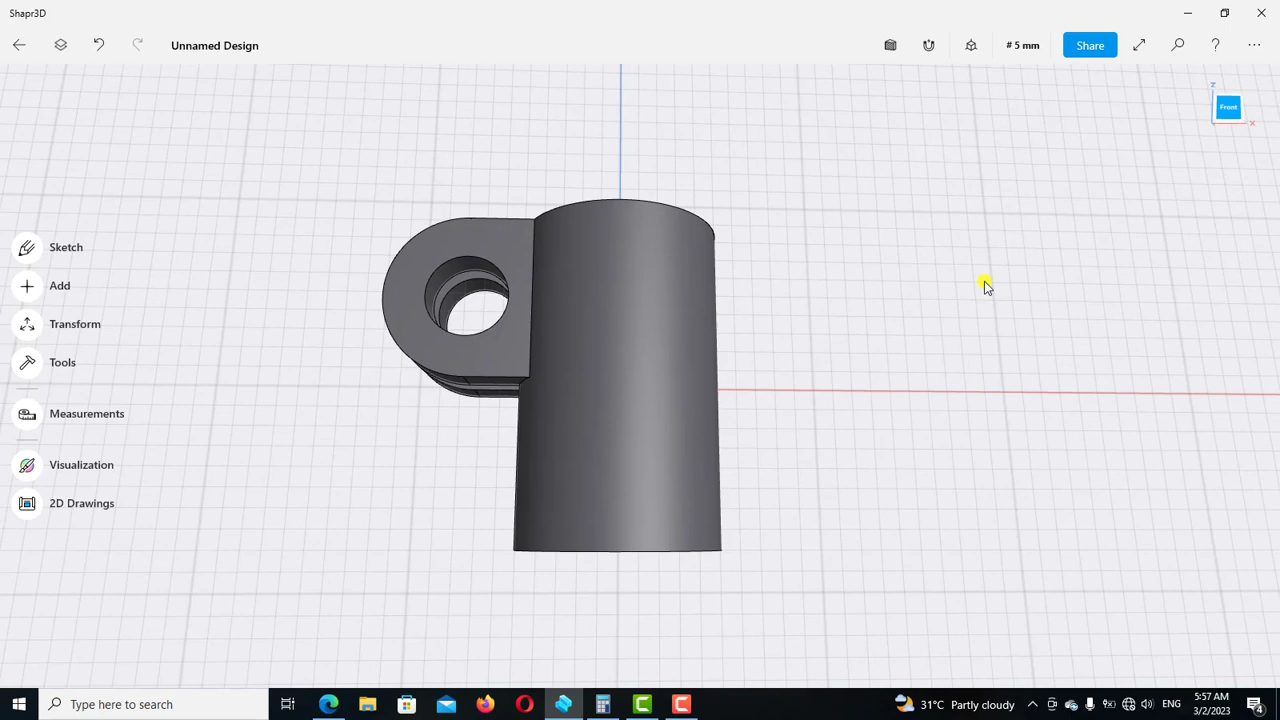 Shapr3D
Unnamed Design
# 5 mm
Share
Z
Front
X
Sketch
Add
Transform
Tools
Measurements
Visualization
2D Drawings
Type here to search
31°C Partly cloudy
ENG
5:57 AM
3/2/2023
4